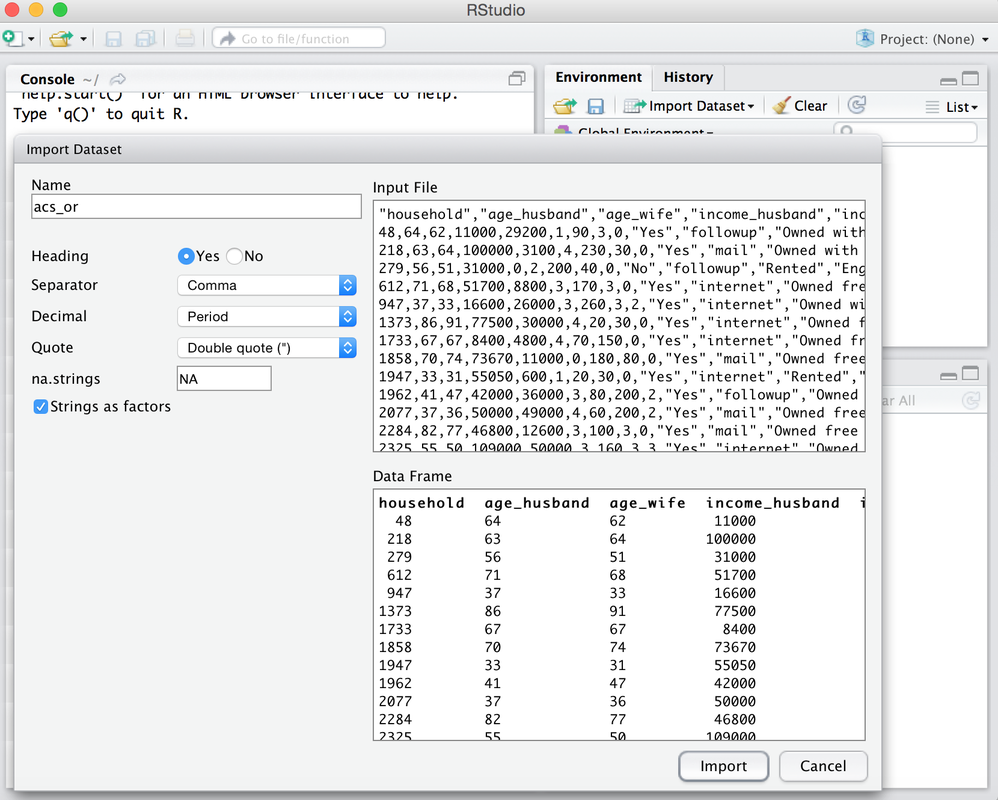 RStudio
Go to file/function
Project: (None)
Console ~/
help.start()' for an HTML browser interface to help.
Type 'q()' to quit R.
Environment
History
Import Dataset
Clear
List
Global Environment
Import Dataset
Name
acs_or
Heading
Yes
No
Separator
Comma
Decimal
Period
Quote
Double quote (")
na.strings
NA
Strings as factors
Input File
"household","age_husband","age_wife","income_husband","inc
48,64,62,11000,29200,1,90,3,0,"Yes","followup","Owned with
218,63,64,100000,3100,4,230,30,0,"Yes","mail","Owned with
279,56,51,31000,0,2,200,40,0,"No","followup","Rented","Eng
612,71,68,51700,8800,3,170,3,0,"Yes","internet","Owned fre
947,37,33,16600,26000,3,260,3,2,"Yes","internet","Owned wi
1373,86,91,77500,30000,4,20,30,0,"Yes","internet","Owned f
1733,67,67,8400,4800,4,70,150,0,"Yes","internet","Owned fr
1858,70,74,73670,11000,0,180,80,0,"Yes","mail","Owned free
1947,33,31,55050,600,1,20,30,0,"Yes","internet","Rented","
1962,41,47,42000,36000,3,80,200,2,"Yes","followup","Owned
2077,37,36,50000,49000,4,60,200,2,"Yes","mail","Owned free
2284,82,77,46800,12600,3,100,3,0,"Yes","mail","Owned free
2325,55,50,109000,50000,3,160,3,3,"Yes","internet","Owned
ar All
Data Frame
household age_husband age_wife income_husband i
48 64 62 11000
218 63 64 100000
279 56 51 31000
612 71 68 51700
947 37 33 16600
1373 86 91 77500
1733 67 67 8400
1858 70 74 73670
1947 33 31 55050
1962 41 47 42000
2077 37 36 50000
2284 82 77 46800
2325 55 50 109000
Import
Cancel